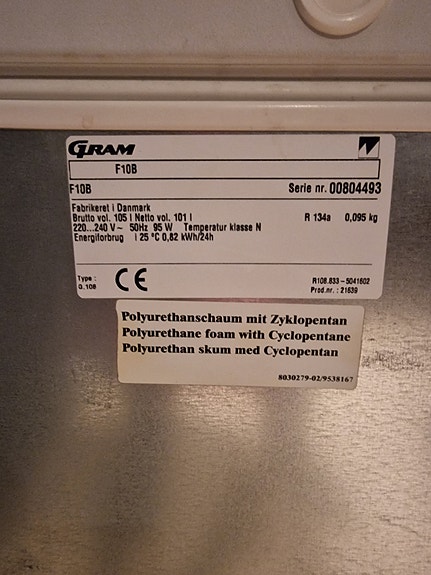 GRAM
F10B
F10B Serie nr. 00804493
Fabrikeret i Danmark
Brutto vol. 105 l Netto vol. 101 l R 134a 0,095 kg
220...240 V~ 50Hz 95 W Temperatur klasse N
Energiforbrug i 25 °C 0,82 kWh/24h
Type : R108.833-5041602
G.108 CE Prod.nr. : 21639
Polyurethanschaum mit Zyklopentan
Polyurethane foam with Cyclopentane
Polyurethan skum med Cyclopentan
8030279-02/9538167